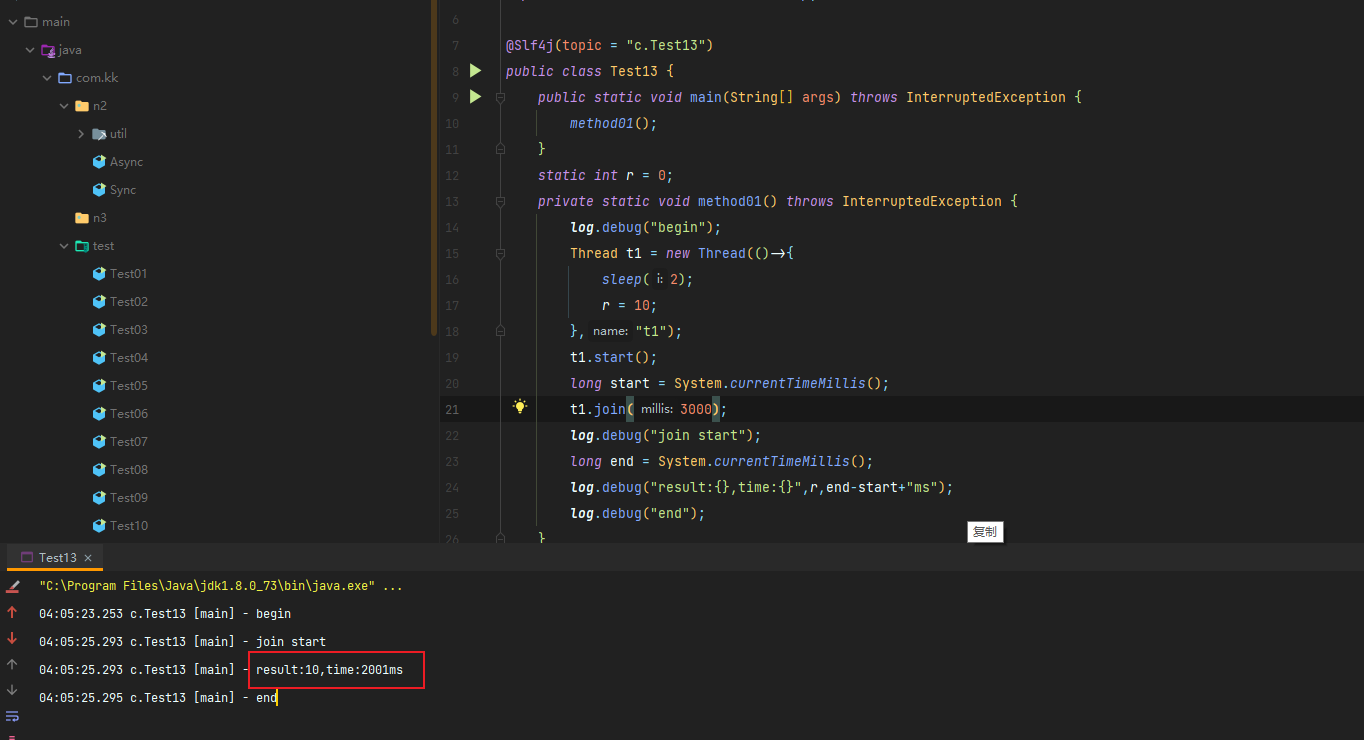 main
java
com.kk
n2
util
Async
Sync
n3
test
Test01
Test02
Test03
Test04
Test05
Test06
Test07
Test08
Test09
Test10
6
7 @Slf4j(topic = "c.Test13")
8 public class Test13 {
9 public static void main(String[] args) throws InterruptedException {
10 method01();
11 }
12 static int r = 0;
13 private static void method01() throws InterruptedException {
14 log.debug("begin");
15 Thread t1 = new Thread(()->{
16 sleep( i: 2);
17 r = 10;
18 }, name: "t1");
19 t1.start();
20 long start = System.currentTimeMillis();
21 t1.join( millis: 3000);
22 log.debug("join start");
23 long end = System.currentTimeMillis();
24 log.debug("result:{},time:{}",r,end-start+"ms");
25 log.debug("end");
26 }
复制
Test13 ×
"C:\Program Files\Java\jdk1.8.0_73\bin\java.exe" ...
04:05:23.253 c.Test13 [main] - begin
04:05:25.293 c.Test13 [main] - join start
04:05:25.293 c.Test13 [main] - result:10,time:2001ms
04:05:25.295 c.Test13 [main] - end